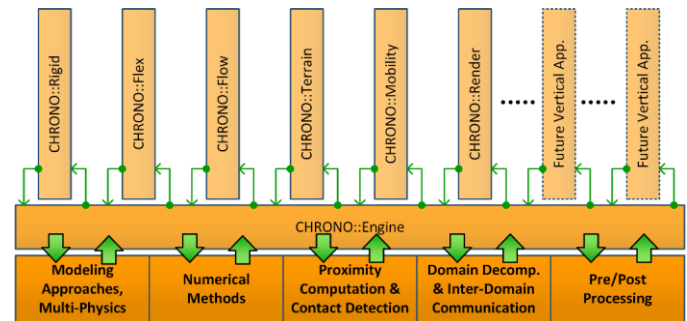 CHRONO::Rigid
CHRONO::Flex
CHRONO::Flow
CHRONO::Terrain
CHRONO::Mobility
CHRONO::Render
Future Vertical App.
Future Vertical App.
CHRONO::Engine
Modeling
Approaches,
Multi-Physics
Numerical
Methods
Proximity
Computation &
Contact Detection
Domain Decomp.
& Inter-Domain
Communication
Pre/Post
Processing